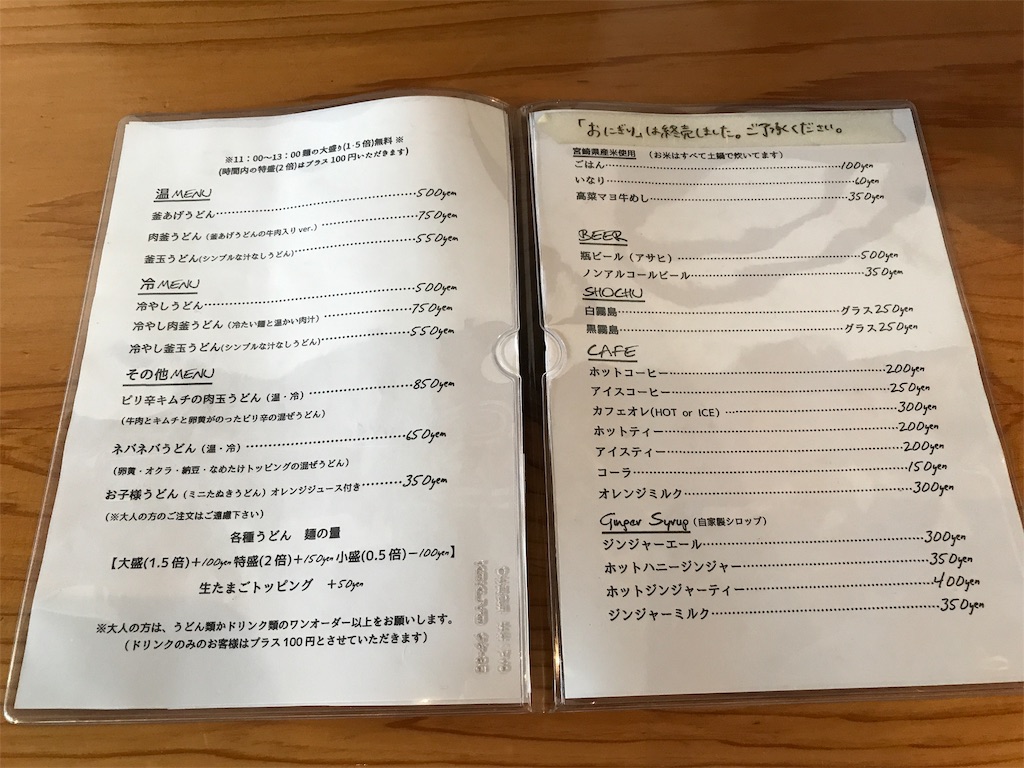 ※11：00～13：00 麺の大盛り(1·5倍)無料 ※
(時間内の特盛(2倍)はプラス100円いただきます)
温MENU
釜あげうどん 500yen
肉釜うどん（釜あげうどんの牛肉入りver.） 750yen
釜玉うどん(シンプルな汁なしうどん) 550yen
冷MENU
冷やしうどん 500yen
冷やし肉釜うどん（冷たい麺と温かい肉汁） 750yen
冷やし釜玉うどん(シンプルな汁なしうどん) 550yen
その他MENU
ピリ辛キムチの肉玉うどん（温・冷） 850yen
（牛肉とキムチと卵黄がのったピリ辛の混ぜうどん）
ネバネバうどん（温・冷） 650yen
（卵黄・オクラ・納豆・なめたけトッピングの混ぜうどん）
お子様うどん（ミニたぬきうどん）オレンジジュース付き 350yen
（※大人の方のご注文はご遠慮下さい）
各種うどん 麺の量
【大盛(1.5倍)＋100yen 特盛(2倍)＋150yen 小盛(0.5倍)－100yen】
生たまごトッピング ＋50yen
※大人の方は、うどん類かドリンク類のワンオーダー以上をお願いします。
（ドリンクのみのお客様はプラス100円とさせていただきます）
「おにぎり」は終売しました。ご了承ください。
宮崎県産米使用 （お米はすべて土鍋で炊いてます）
ごはん 100yen
いなり 60yen
高菜マヨ牛めし 350yen
BEER
瓶ビール（アサヒ） 500yen
ノンアルコールビール 350yen
SHOCHU
白霧島 グラス250yen
黒霧島 グラス250yen
CAFE
ホットコーヒー 200yen
アイスコーヒー 250yen
カフェオレ(HOT or ICE) 300yen
ホットティー 200yen
アイスティー 200yen
コーラ 150yen
オレンジミルク 300yen
Ginger Syrup（自家製シロップ）
ジンジャーエール 300yen
ホットハニージンジャー 350yen
ホットジンジャーティー 400yen
ジンジャーミルク 350yen